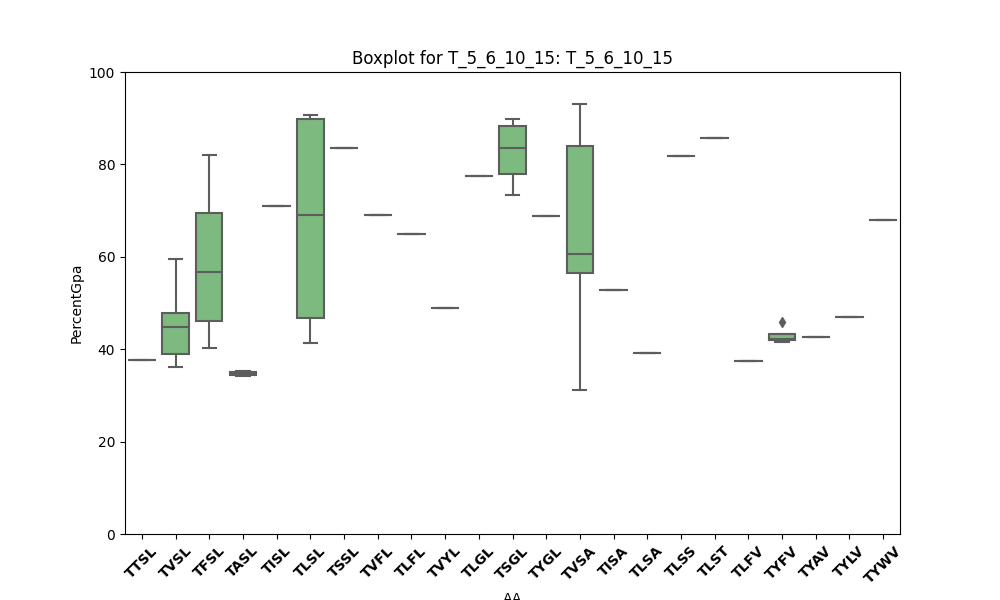 Boxplot for T_5_6_10_15: T_5_6_10_15
PercentGpa
100
80
60
40
20
0
TTSL TVSL TFSL TASL TISL TLSL TSSL TVFL TLFL TVYL TLGL TSGL TYGL TVSA TISA TLSA TLSS TLST TLFV TYFV TYAV TYLV TYWV
AA